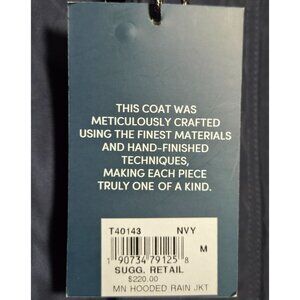 THIS COAT WAS
METICULOUSLY CRAFTED
USING THE FINEST MATERIALS
AND HAND-FINISHED
TECHNIQUES,
MAKING EACH PIECE
TRULY ONE OF A KIND.
T40143 NVY
M
1 90734 79125 8
SUGG. RETAIL
$220.00
MN HOODED RAIN JKT